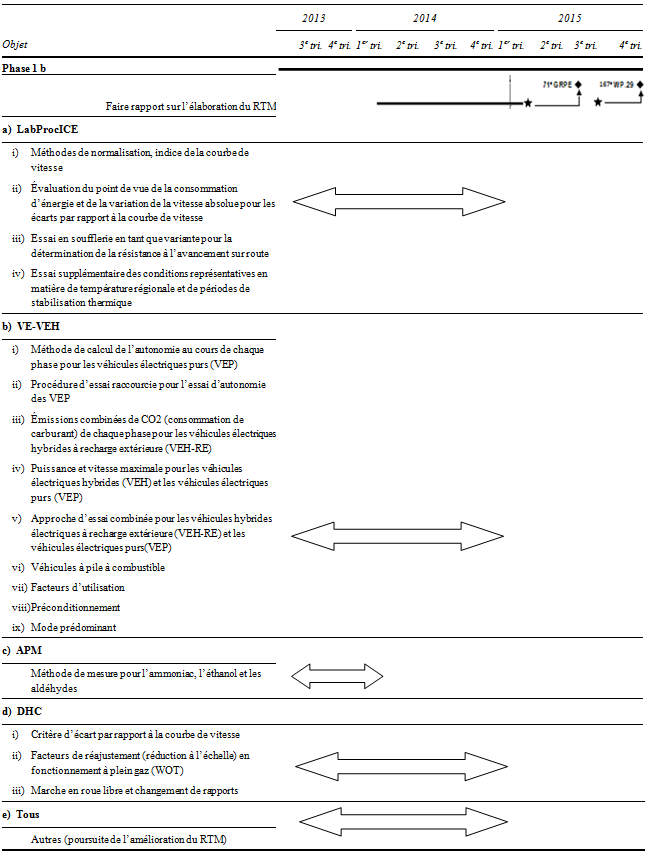 2013 2014 2015
Objet 3e tri. 4e tri. 1er tri. 2e tri. 3e tri. 4e tri. 1er tri. 2e tri. 3e tri. 4e tri.
Phase 1 b
71e GRPE 167e WP.29
Faire rapport sur l’élaboration du RTM
a) LabProcICE
i) Méthodes de normalisation, indice de la courbe de
vitesse
ii) Évaluation du point de vue de la consommation
d’énergie et de la variation de la vitesse absolue pour les
écarts par rapport à la courbe de vitesse
iii) Essai en soufflerie en tant que variante pour la
détermination de la résistance à l’avancement sur route
iv) Essai supplémentaire des conditions représentatives en
matière de température régionale et de périodes de
stabilisation thermique
b) VE-VEH
i) Méthode de calcul de l’autonomie au cours de chaque
phase pour les véhicules électriques purs (VEP)
ii) Procédure d’essai raccourcie pour l’essai d’autonomie
des VEP
iii) Émissions combinées de CO2 (consommation de
carburant) de chaque phase pour les véhicules électriques
hybrides à recharge extérieure (VEH-RE)
iv) Puissance et vitesse maximale pour les véhicules
électriques hybrides (VEH) et les véhicules électriques
purs (VEP)
v) Approche d’essai combinée pour les véhicules hybrides
électriques à recharge extérieure (VEH-RE) et les
véhicules électriques purs(VEP)
vi) Véhicules à pile à combustible
vii) Facteurs d’utilisation
viii)Préconditionnement
ix) Mode prédominant
c) APM
Méthode de mesure pour l’ammoniac, l’éthanol et les
aldéhydes
d) DHC
i) Critère d’écart par rapport à la courbe de vitesse
ii) Facteurs de réajustement (réduction à l’échelle) en
fonctionnement à plein gaz (WOT)
iii) Marche en roue libre et changement de rapports
e) Tous
Autres (poursuite de l’amélioration du RTM)